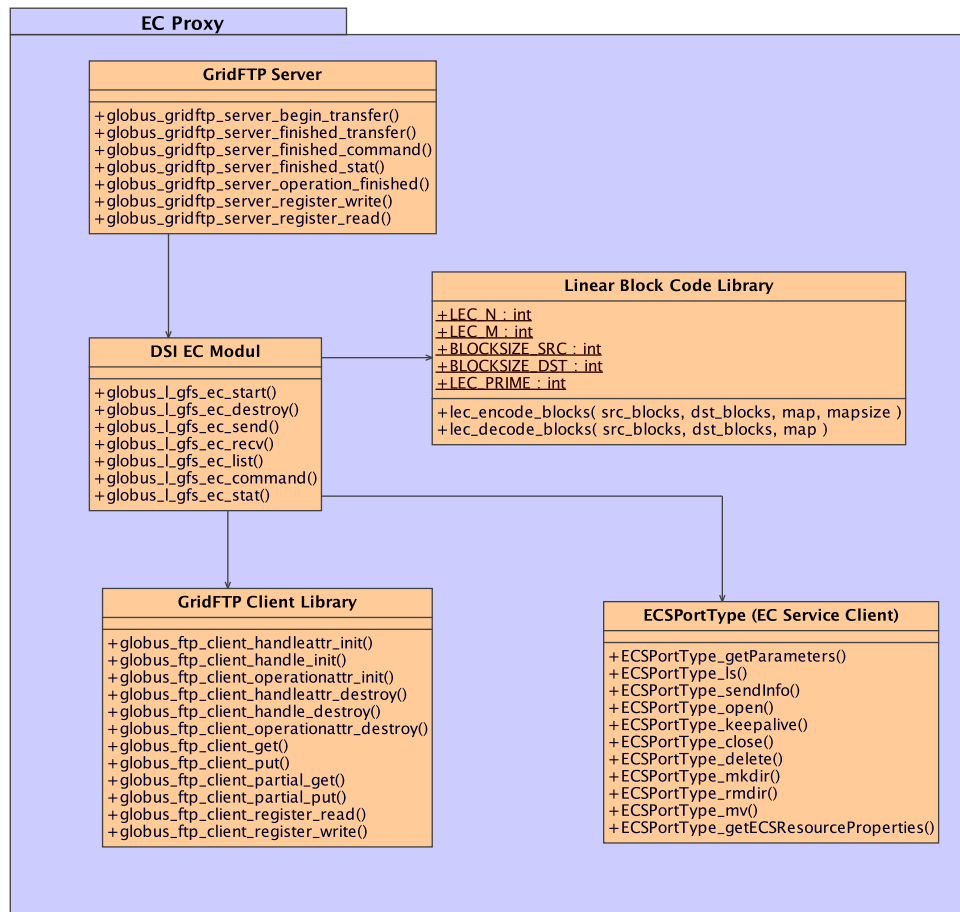 EC Proxy
GridFTP Server
+globus_gridftp_server_begin_transfer()
+globus_gridftp_server_finished_transfer()
+globus_gridftp_server_finished_command()
+globus_gridftp_server_finished_stat()
+globus_gridftp_server_operation_finished()
+globus_gridftp_server_register_write()
+globus_gridftp_server_register_read()
Linear Block Code Library
+LEC_N : int
+LEC_M : int
+BLOCKSIZE_SRC : int
+BLOCKSIZE_DST : int
+LEC_PRIME : int
+lec_encode_blocks( src_blocks, dst_blocks, map, mapsize )
+lec_decode_blocks( src_blocks, dst_blocks, map )
DSI EC Modul
+globus_l_gfs_ec_start()
+globus_l_gfs_ec_destroy()
+globus_l_gfs_ec_send()
+globus_l_gfs_ec_recv()
+globus_l_gfs_ec_list()
+globus_l_gfs_ec_command()
+globus_l_gfs_ec_stat()
GridFTP Client Library
+globus_ftp_client_handleattr_init()
+globus_ftp_client_handle_init()
+globus_ftp_client_operationattr_init()
+globus_ftp_client_handleattr_destroy()
+globus_ftp_client_handle_destroy()
+globus_ftp_client_operationattr_destroy()
+globus_ftp_client_get()
+globus_ftp_client_put()
+globus_ftp_client_partial_get()
+globus_ftp_client_partial_put()
+globus_ftp_client_register_read()
+globus_ftp_client_register_write()
ECSPortType (EC Service Client)
+ECSPortType_getParameters()
+ECSPortType_ls()
+ECSPortType_sendInfo()
+ECSPortType_open()
+ECSPortType_keepalive()
+ECSPortType_close()
+ECSPortType_delete()
+ECSPortType_mkdir()
+ECSPortType_rmdir()
+ECSPortType_mv()
+ECSPortType_getECSResourceProperties()